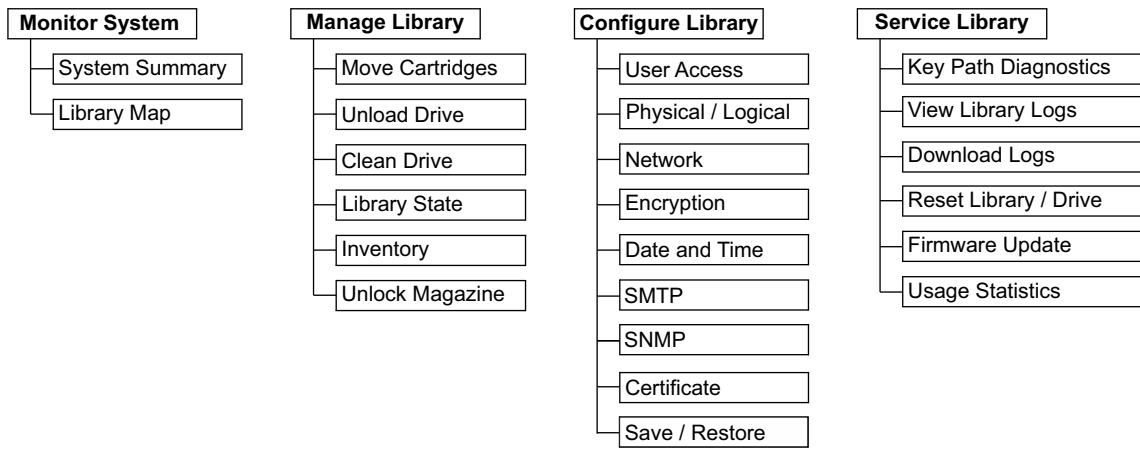 Monitor System
System Summary
Library Map
Manage Library
Move Cartridges
Unload Drive
Clean Drive
Library State
Inventory
Unlock Magazine
Configure Library
User Access
Physical / Logical
Network
Encryption
Date and Time
SMTP
SNMP
Certificate
Save / Restore
Service Library
Key Path Diagnostics
View Library Logs
Download Logs
Reset Library / Drive
Firmware Update
Usage Statistics